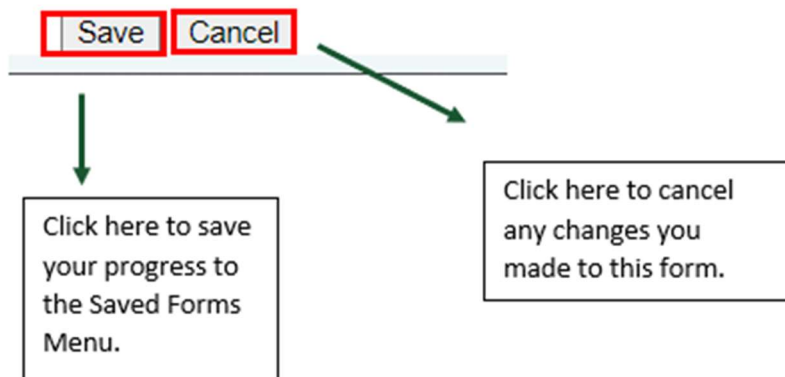 Save Cancel
Click here to save
your progress to
the Saved Forms
Menu.
Click here to cancel
any changes you
made to this form.